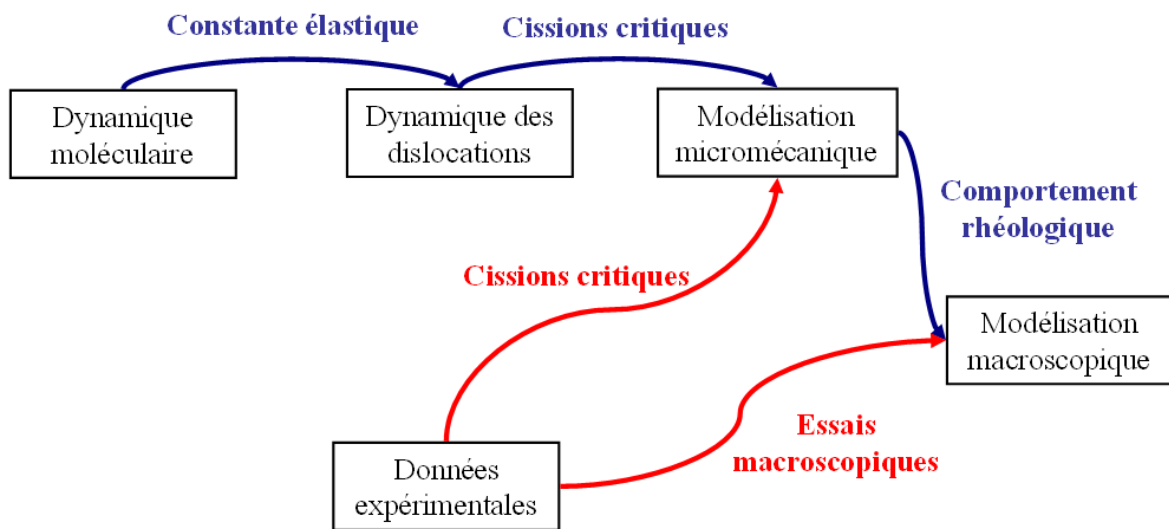 Constante élastique
Cissions critiques
Dynamique
moléculaire
Dynamique des
dislocations
Modélisation
micromécanique
Comportement
rhéologique
Cissions critiques
Modélisation
macroscopique
Essais
macroscopiques
Données
expérimentales